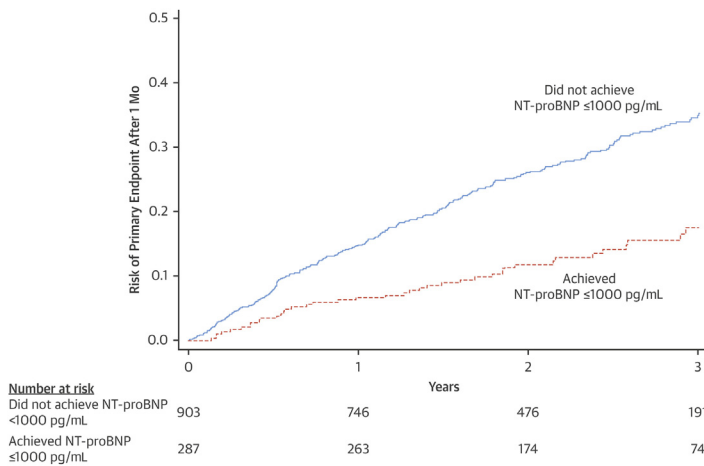 0.5
0.4
0.3
0.2
0.1
0.0
Risk of Primary Endpoint After 1 Mo
Did not achieve
NT-proBNP ≤1000 pg/mL
Achieved
NT-proBNP ≤1000 pg/mL
0 1 2 3
Years
Number at risk
Did not achieve NT-proBNP
<1000 pg/mL 903 746 476
Achieved NT-proBNP
≤1000 pg/mL 287 263 174 74